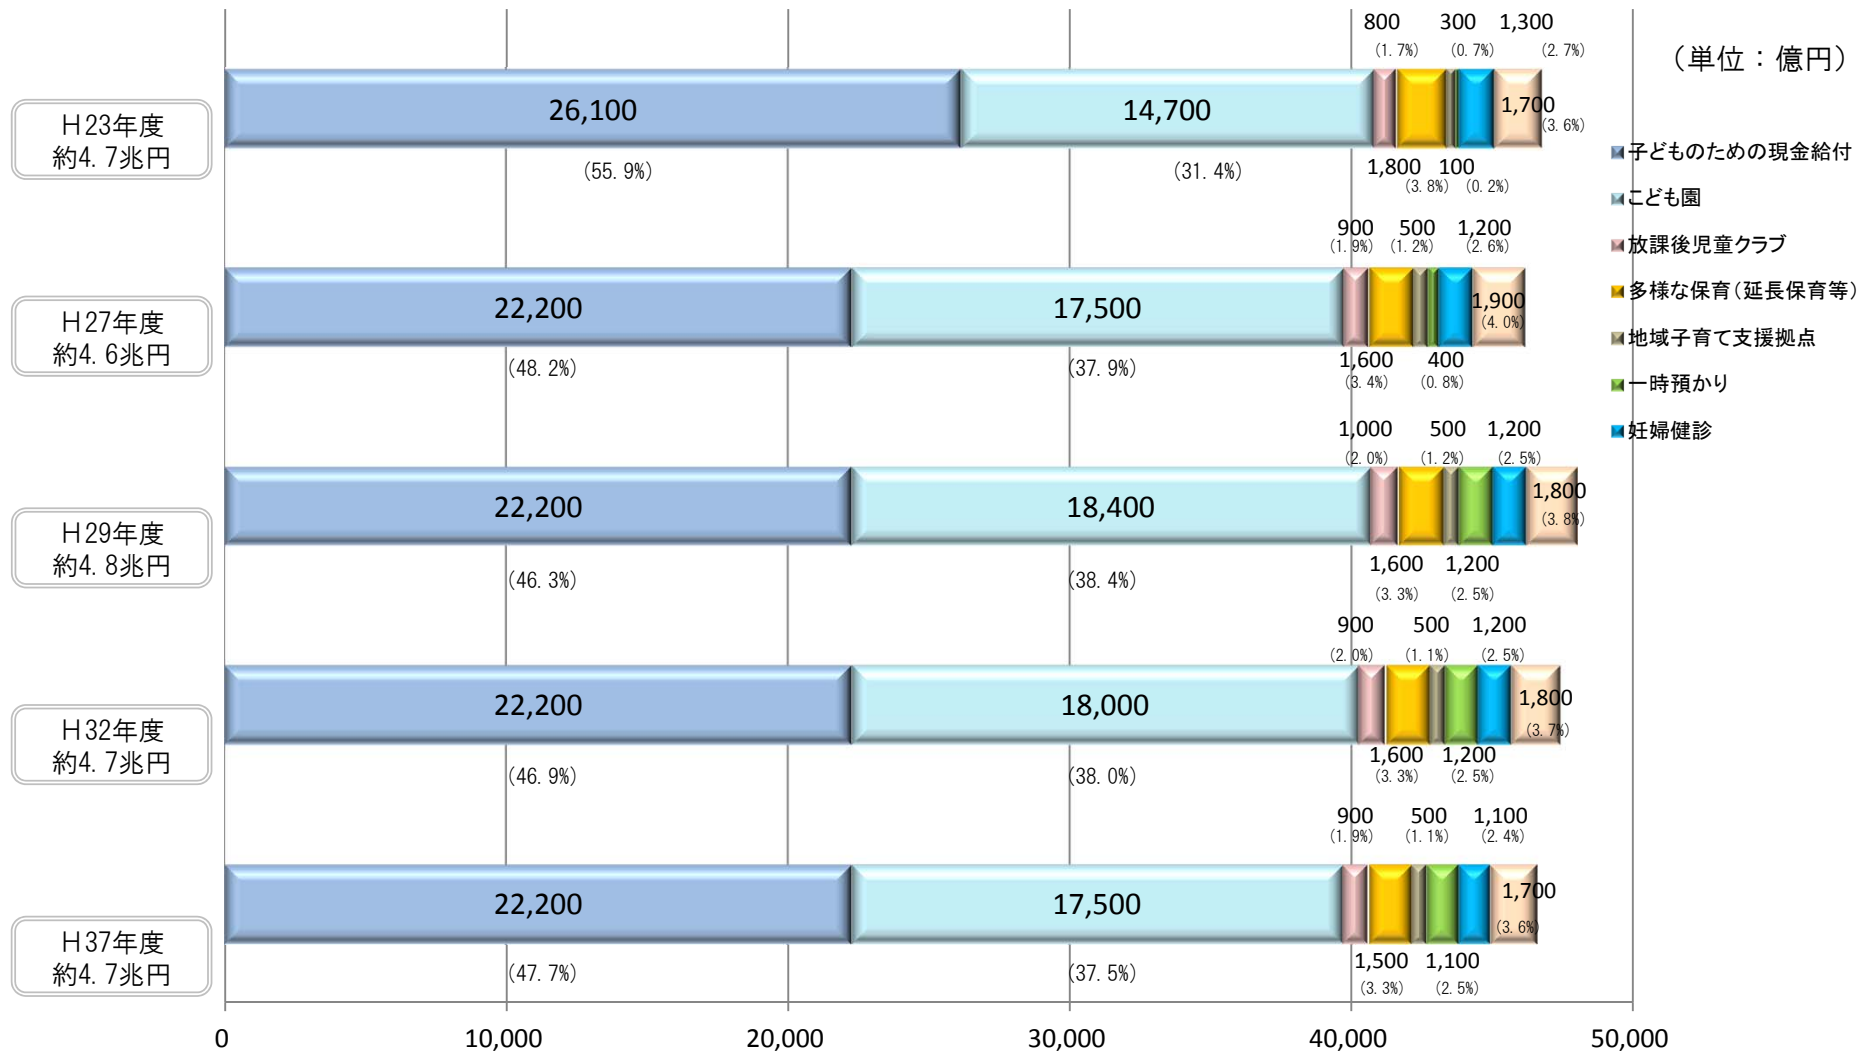 800 300 1,300
(1.7%) (0.7%) (2.7%)
(単位：億円)
H23年度
約4.7兆円
26,100 14,700 1,700
(3.6%)
(55.9%) (31.4%)
1,800 100
(3.8%) (0.2%)
子どものための現金給付
こども園
放課後児童クラブ
多様な保育(延長保育等)
地域子育て支援拠点
一時預かり
妊婦健診
900 500 1,200
(1.9%) (1.2%) (2.6%)
H27年度
約4.6兆円
22,200 17,500 1,900
(4.0%)
(48.2%) (37.9%)
1,600 400
(3.4%) (0.8%)
1,000 500 1,200
(2.0%) (1.2%) (2.5%)
H29年度
約4.8兆円
22,200 18,400 1,800
(3.8%)
(46.3%) (38.4%)
1,600 1,200
(3.3%) (2.5%)
900 500 1,200
(2.0%) (1.1%) (2.5%)
H32年度
約4.7兆円
22,200 18,000 1,800
(3.7%)
(46.9%) (38.0%)
1,600 1,200
(3.3%) (2.5%)
900 500 1,100
(1.9%) (1.1%) (2.4%)
H37年度
約4.7兆円
22,200 17,500 1,700
(3.6%)
(47.7%) (37.5%)
1,500 1,100
(3.3%) (2.5%)
0 10,000 20,000 30,000 40,000 50,000